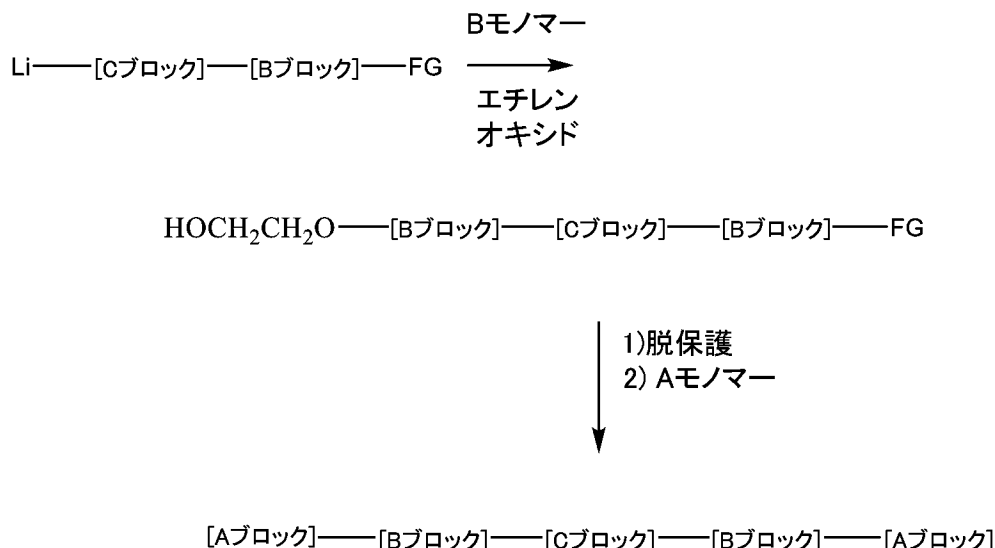 Bモノマー
Li―[Cブロック]―[Bブロック]―FG
エチレン
オキシド
HOCH₂CH₂O―[Bブロック]―[Cブロック]―[Bブロック]―FG
1)脱保護
2) Aモノマー
[Aブロック]―[Bブロック]―[Cブロック]―[Bブロック]―[Aブロック]